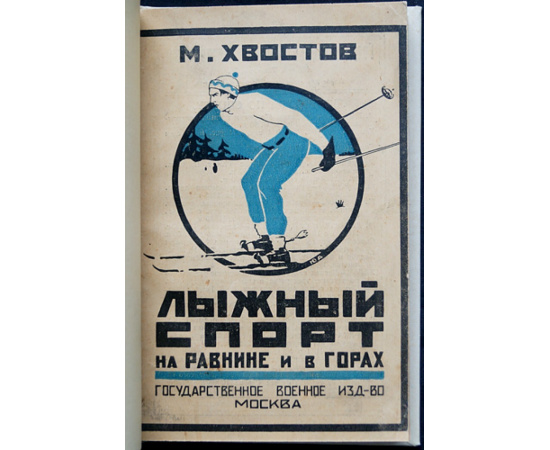 М. ХВОСТОВ
ЛЫЖНЫЙ
СПОРТ
НА РАВНИНЕ И В ГОРАХ
ГОСУДАРСТВЕННОЕ ВОЕННОЕ ИЗД-ВО
МОСКВА